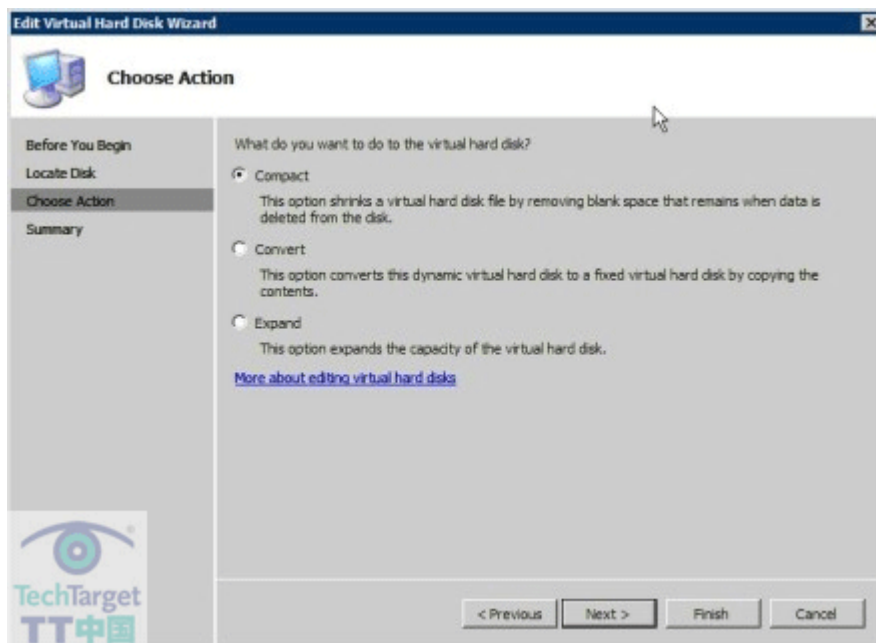 Edit Virtual Hard Disk Wizard
Choose Action
Before You Begin
Locate Disk
Choose Action
Summary
What do you want to do to the virtual hard disk?
Compact
This option shrinks a virtual hard disk file by removing blank space that remains when data is
deleted from the disk.
Convert
This option converts this dynamic virtual hard disk to a fixed virtual hard disk by copying the
contents.
Expand
This option expands the capacity of the virtual hard disk.
More about editing virtual hard disks
< Previous
Next >
Finish
Cancel
TechTarget
TT中国